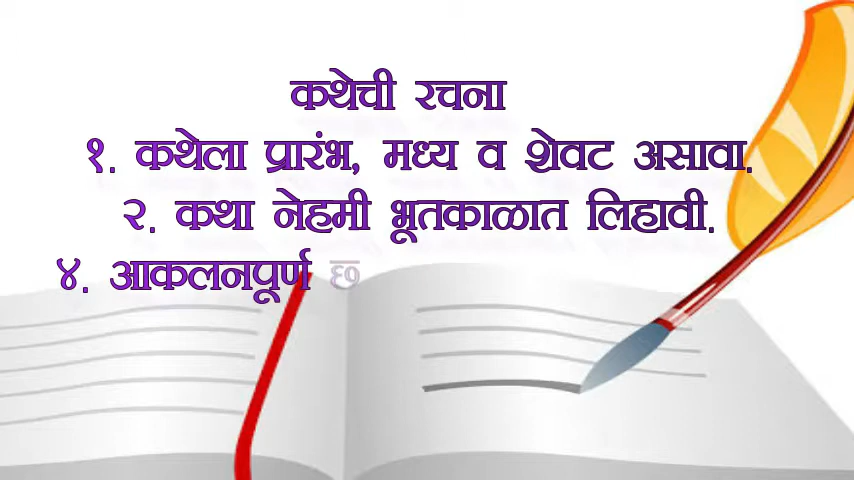 कथेची रचना
१. कथेला प्रारंभ, मध्य व शेवट असावा.
२. कथा नेहमी भूतकाळात लिहावी.
४. आकलनपूर्ण छ